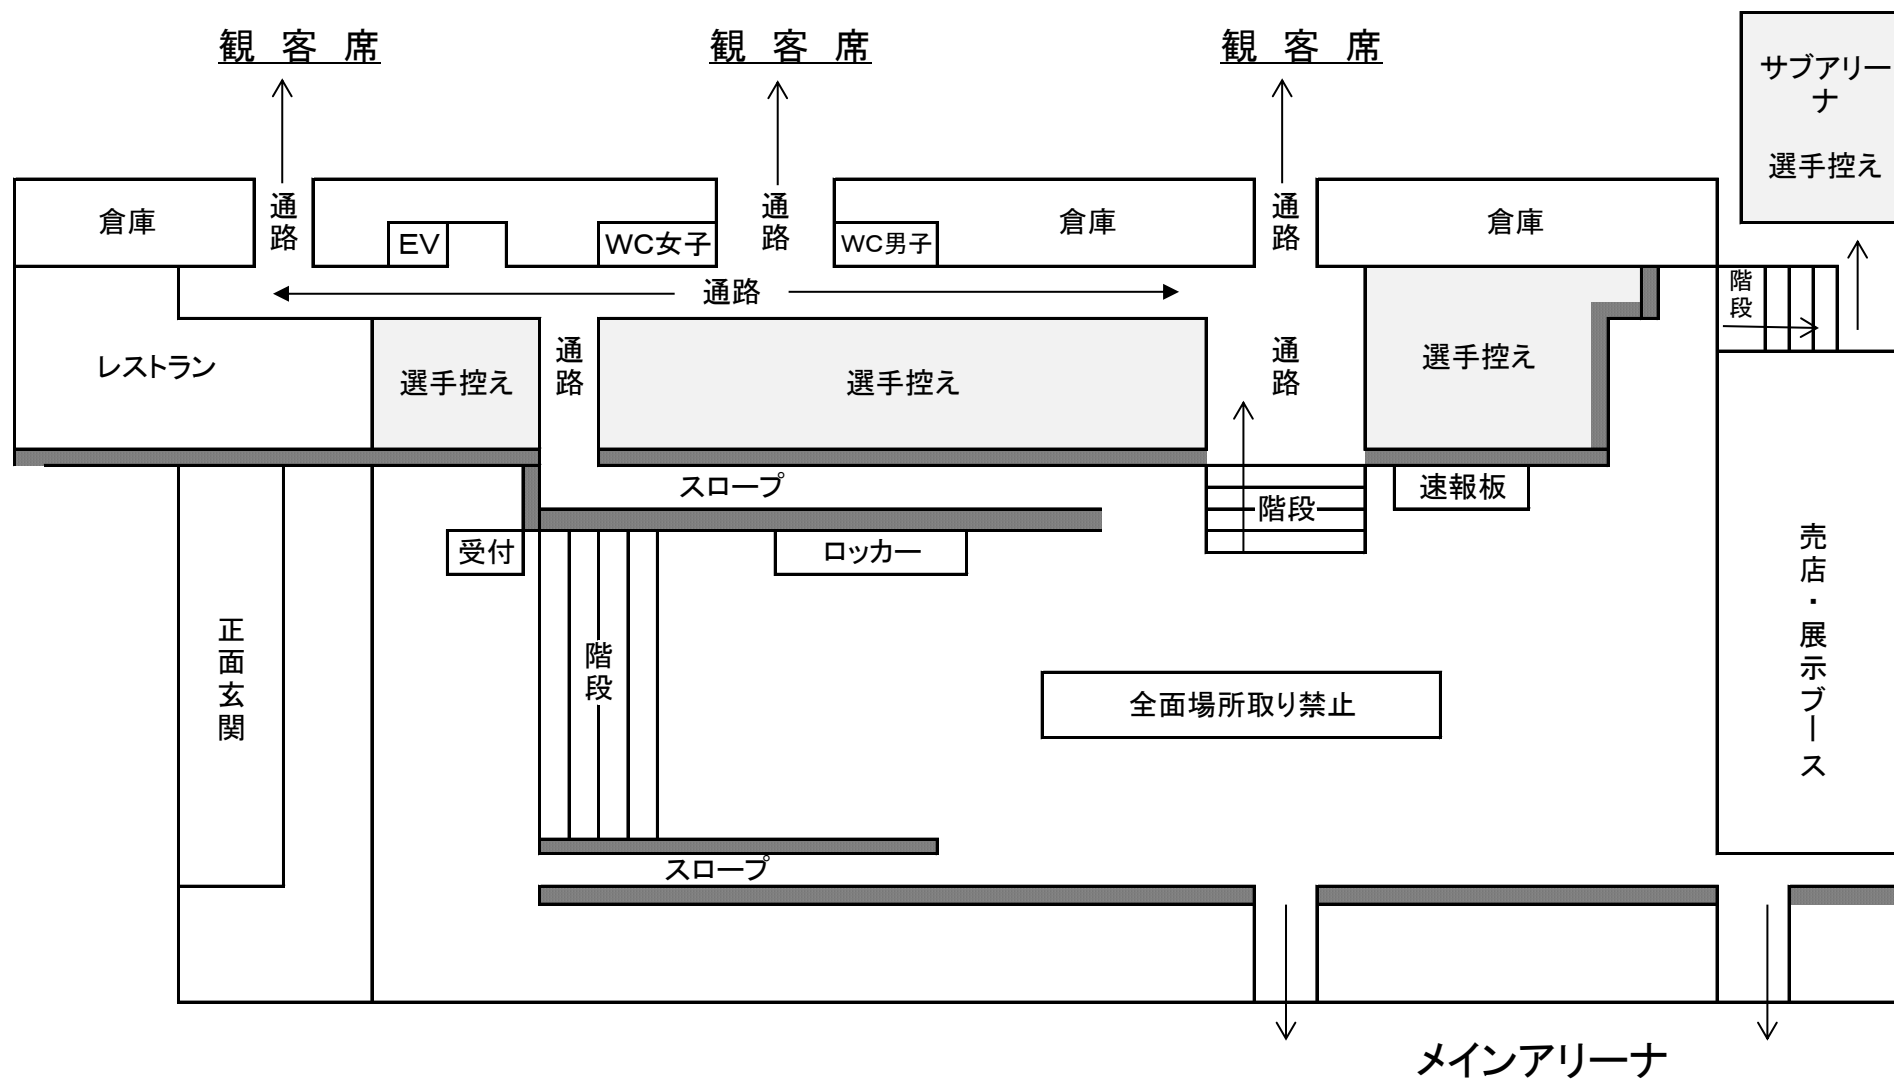 観 客 席
観 客 席
観 客 席
サブアリー
ナ
選手控え
倉庫
通路
EV
WC女子
通路
WC男子
倉庫
通路
倉庫
通路
階段
レストラン
選手控え
通路
選手控え
通路
選手控え
スロープ
階段
速報板
受付
ロッカー
売店・展示ブース
正面玄関
階段
全面場所取り禁止
スロープ
メインアリーナ